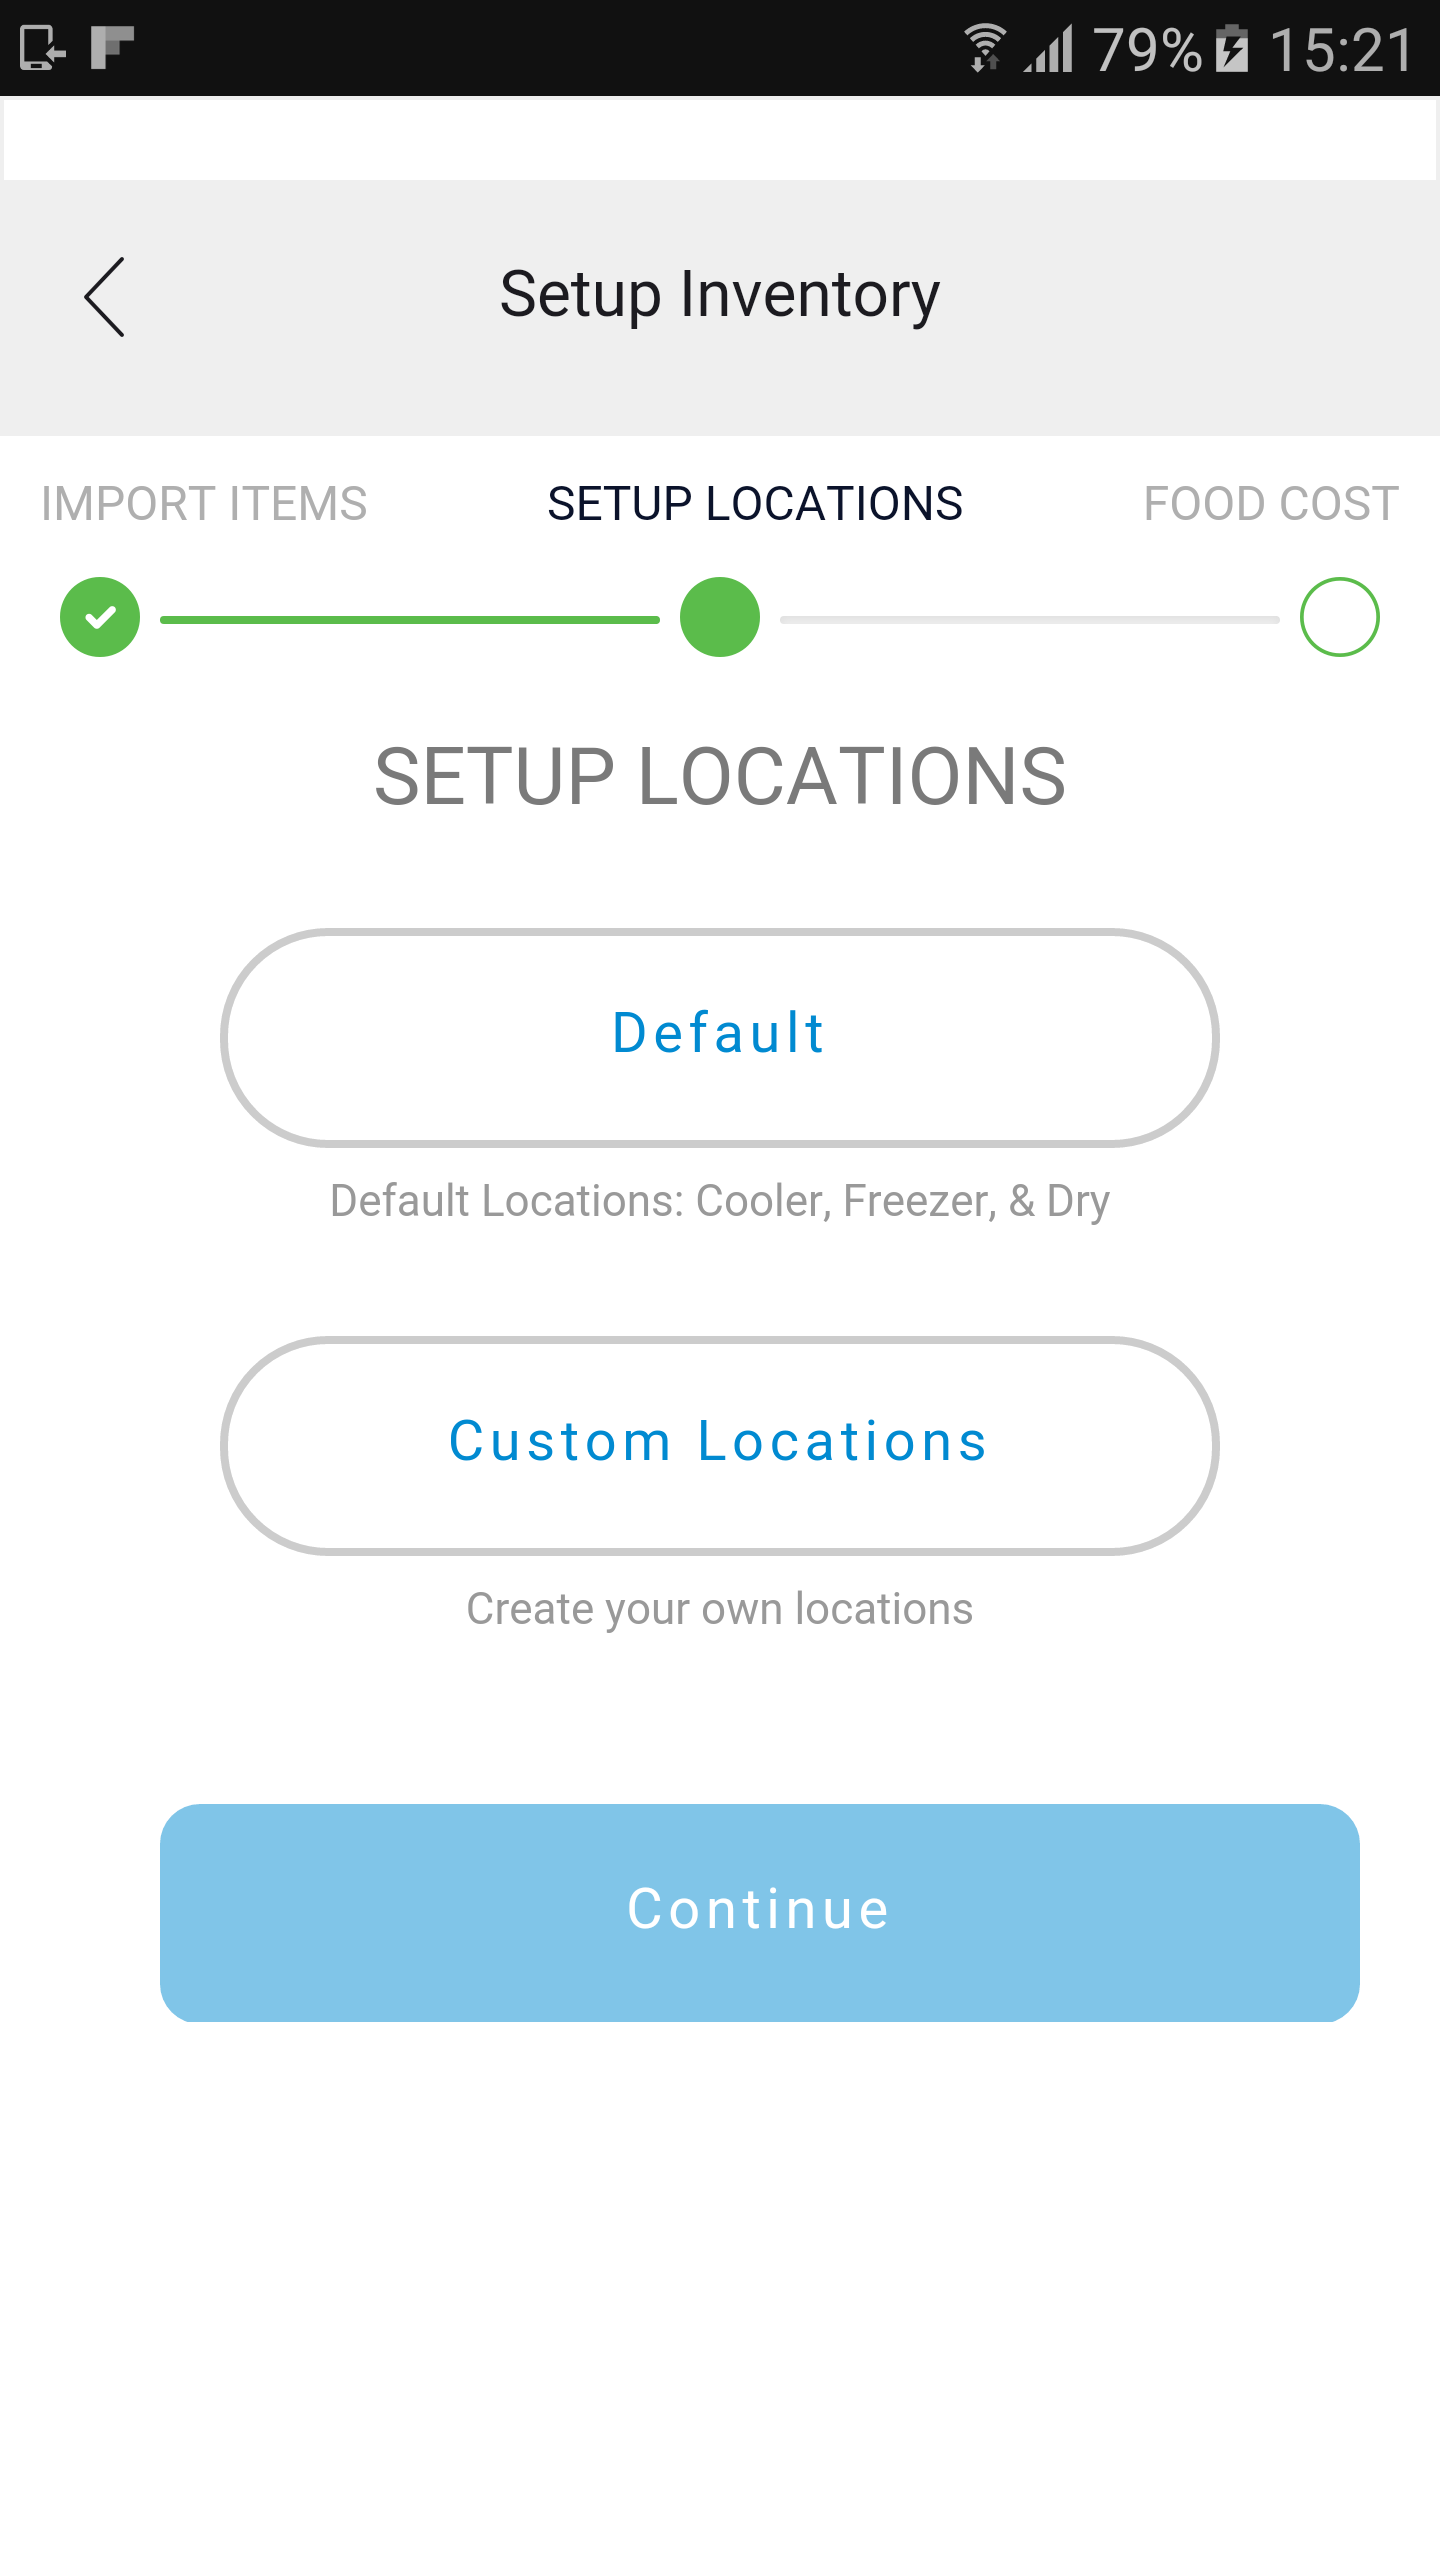 79% 15:21
Setup Inventory
IMPORT ITEMS SETUP LOCATIONS FOOD COST
SETUP LOCATIONS
Default
Default Locations: Cooler, Freezer, & Dry
Custom Locations
Create your own locations
Continue